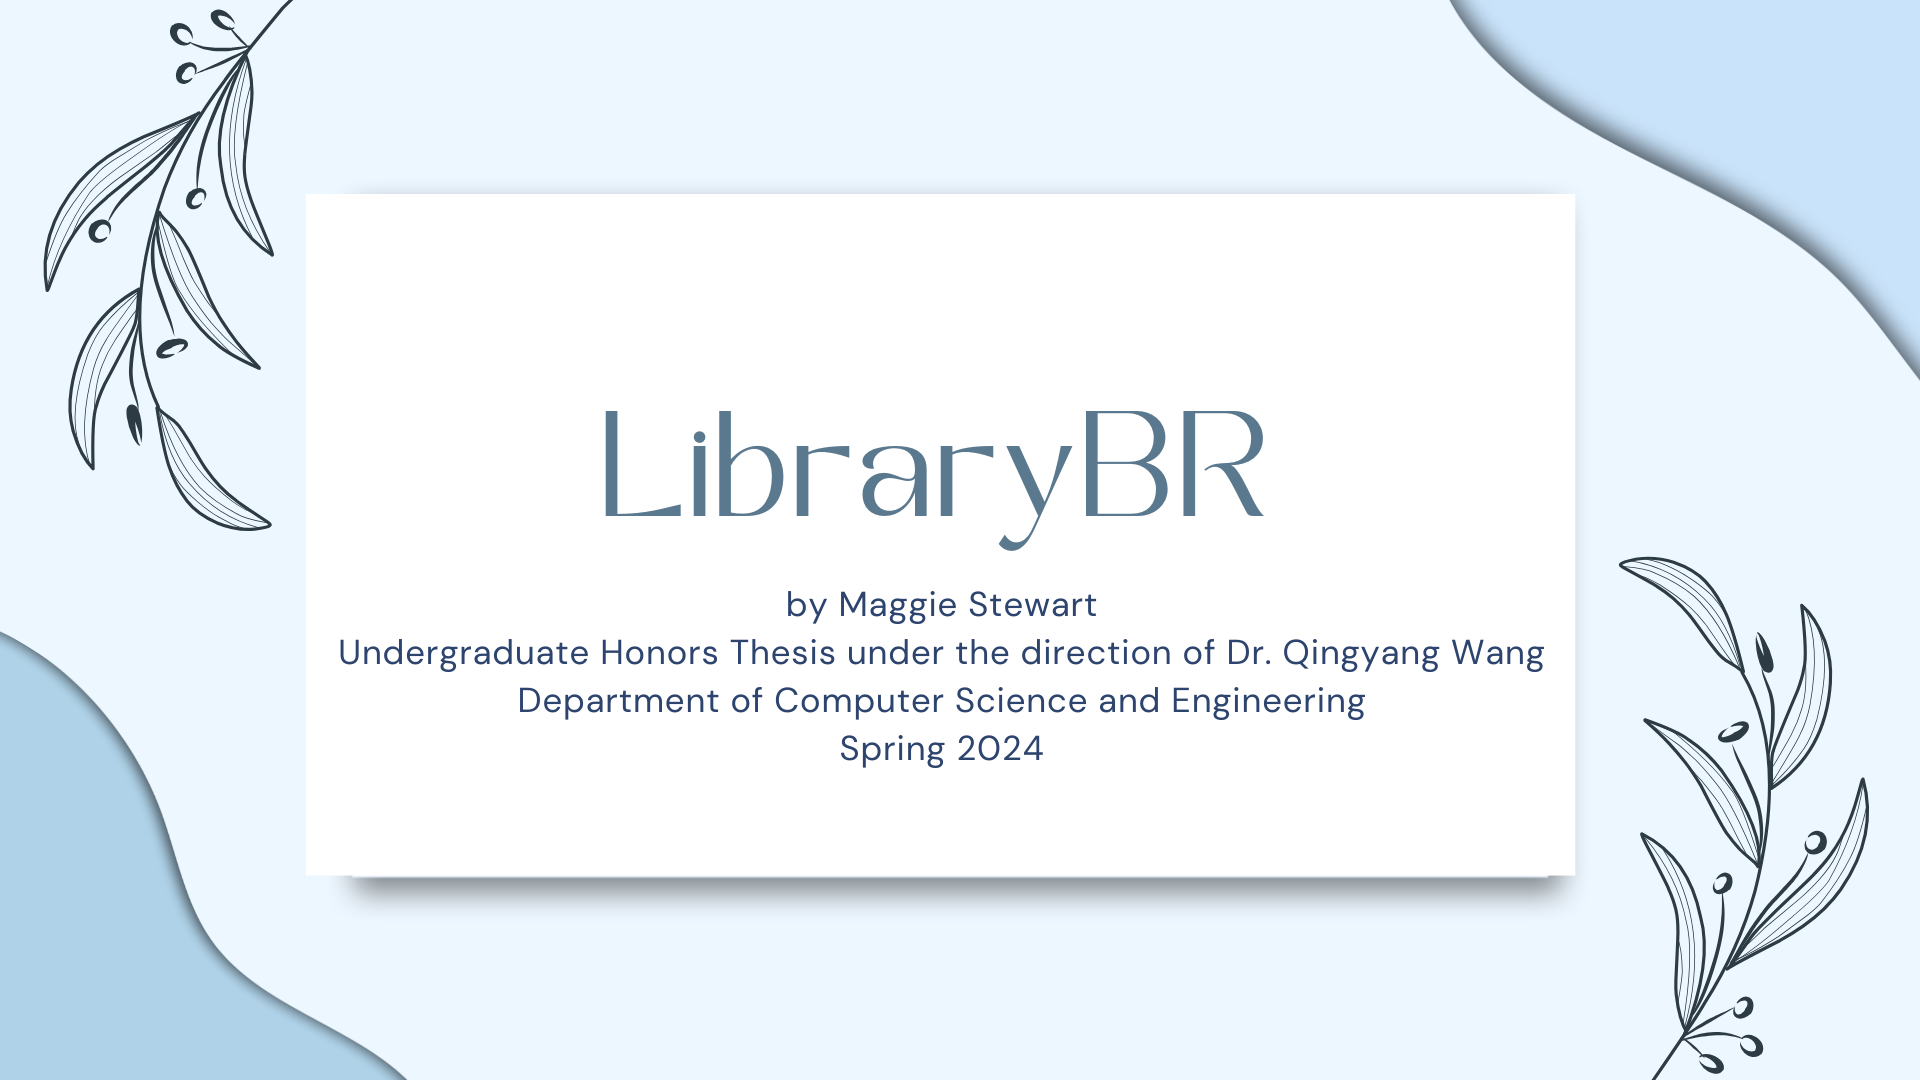 LibraryBR
by Maggie Stewart
Undergraduate Honors Thesis under the direction of Dr. Qingyang Wang
Department of Computer Science and Engineering
Spring 2024